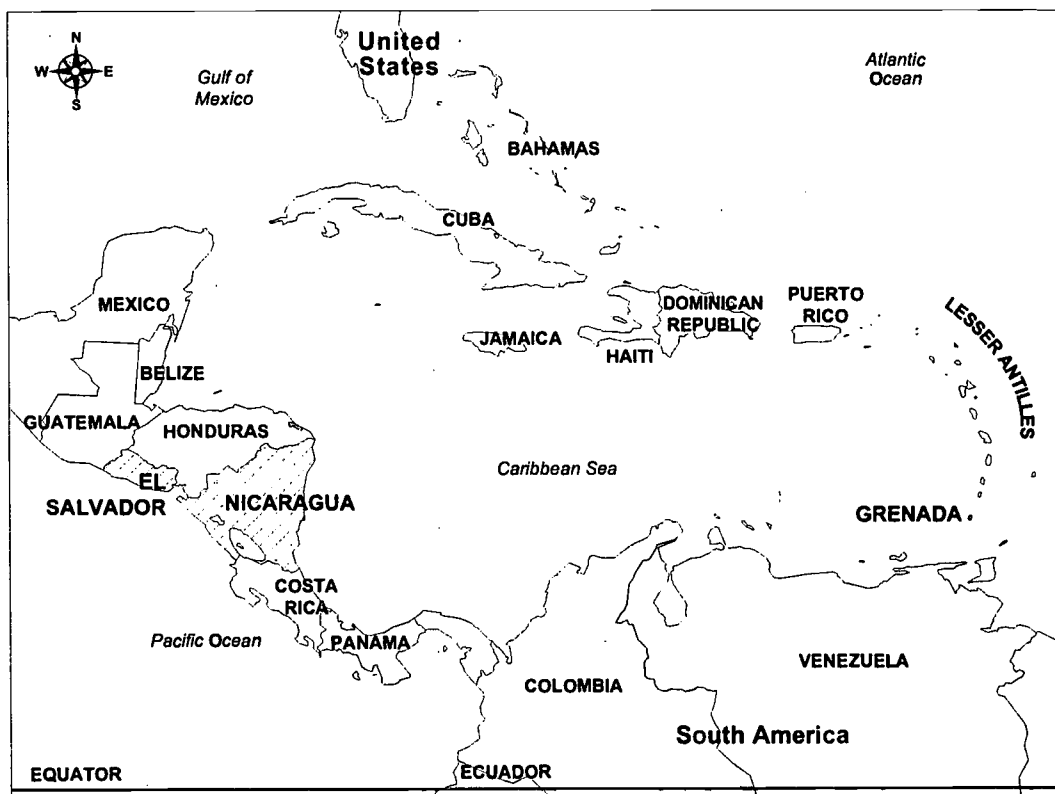 N
W E
S
United
States
Gulf of
Mexico
Atlantic
Ocean
BAHAMAS
CUBA
MEXICO
BELIZE
GUATEMALA
HONDURAS
JAMAICA
HAITI
DOMINICAN
REPUBLIC
PUERTO
RICO
LESSER ANTILLES
Caribbean Sea
EL
SALVADOR
NICARAGUA
GRENADA
COSTA
RICA
Pacific Ocean
PANAMA
COLOMBIA
VENEZUELA
South America
EQUATOR
ECUADOR